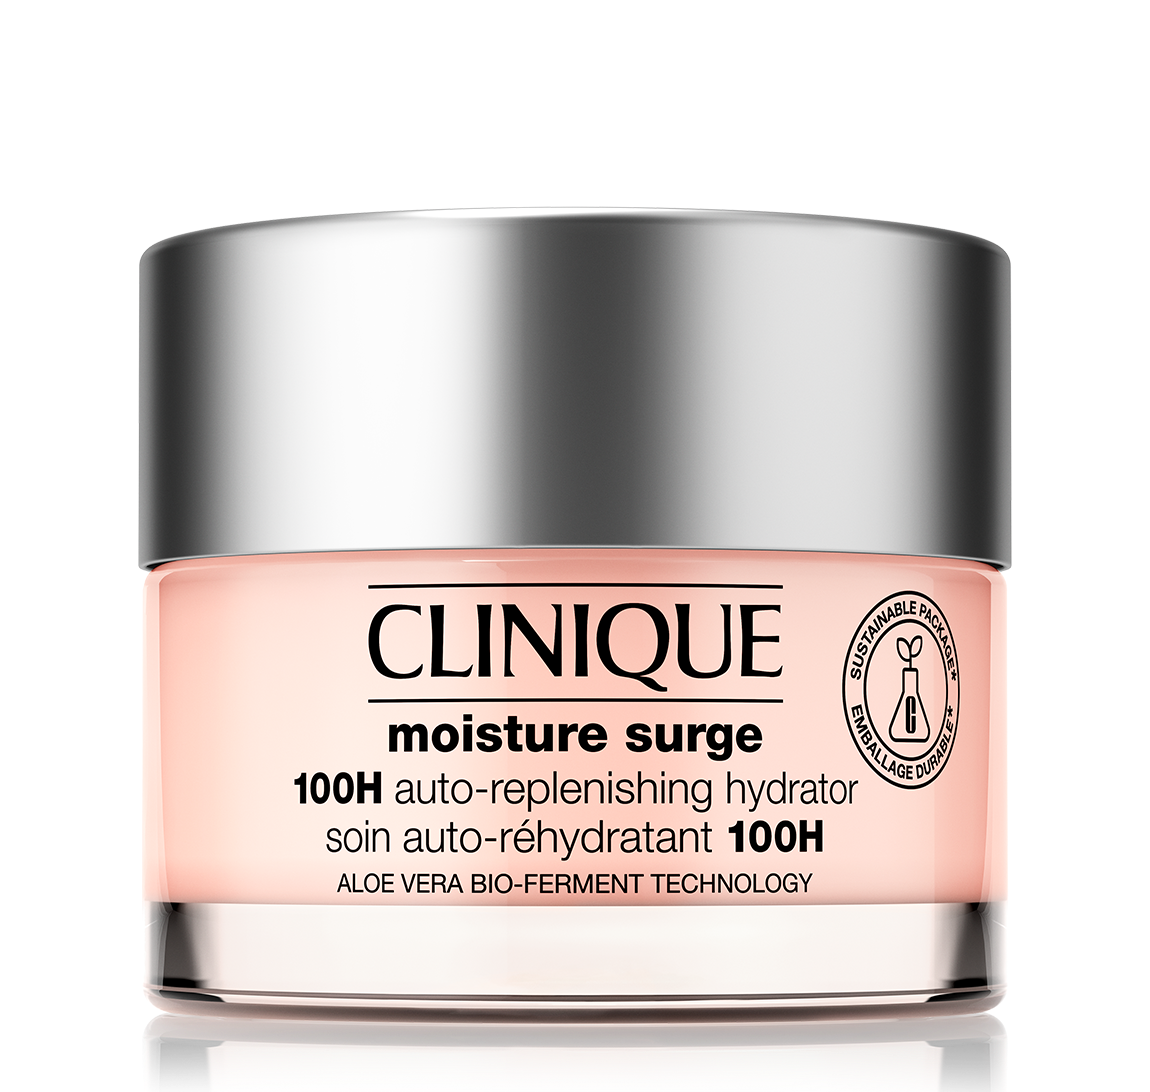 CLINIQUE
moisture surge
100H auto-replenishing hydrator
soin auto-réhydratant 100H
ALOE VERA BIO-FERMENT TECHNOLOGY
SUSTAINABLE PACKAGE*
EMBALLAGE DURABLE*
C